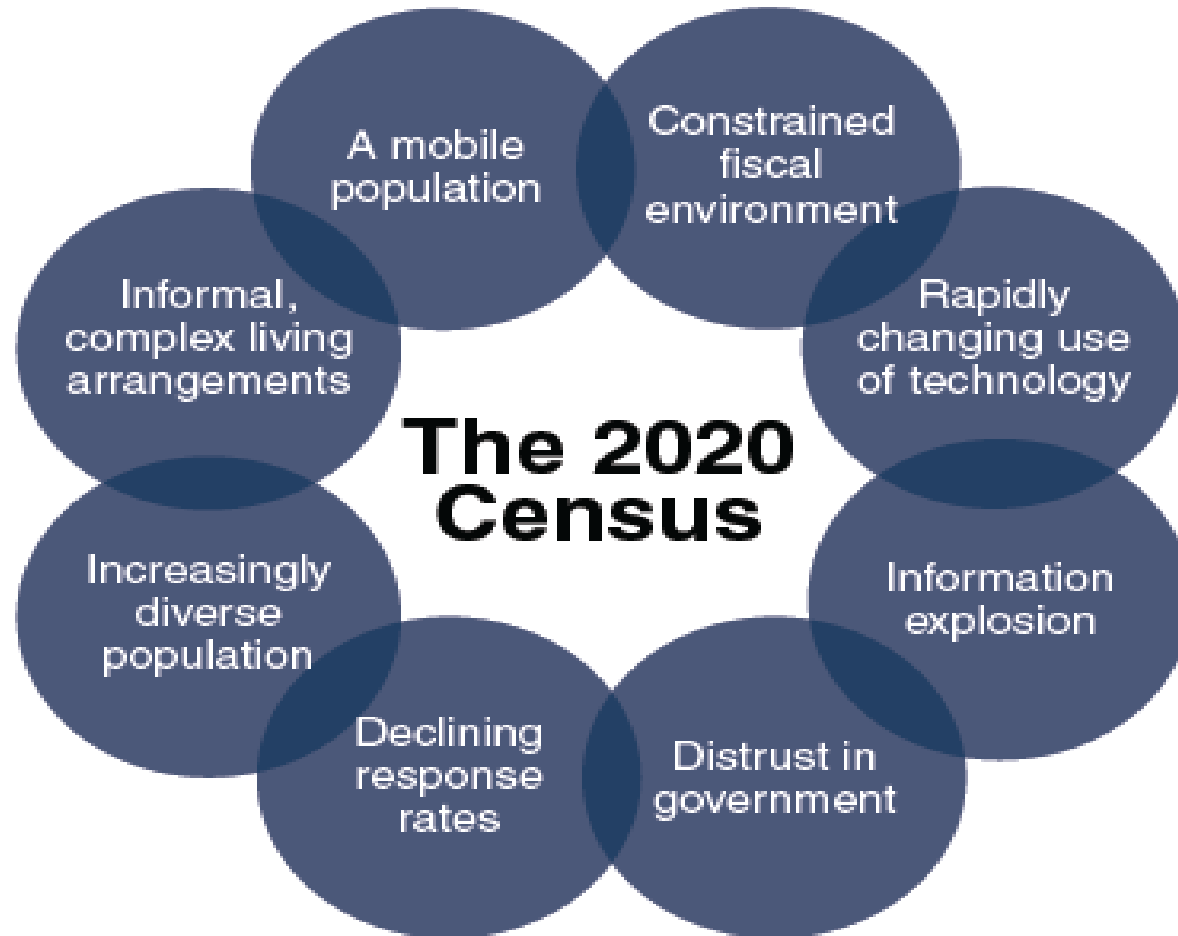 A mobile
population
Constrained
fiscal
environment
Rapidly
changing use
of technology
Information
explosion
Distrust in
government
Declining
response
rates
Increasingly
diverse
population
Informal,
complex living
arrangements
The 2020
Census